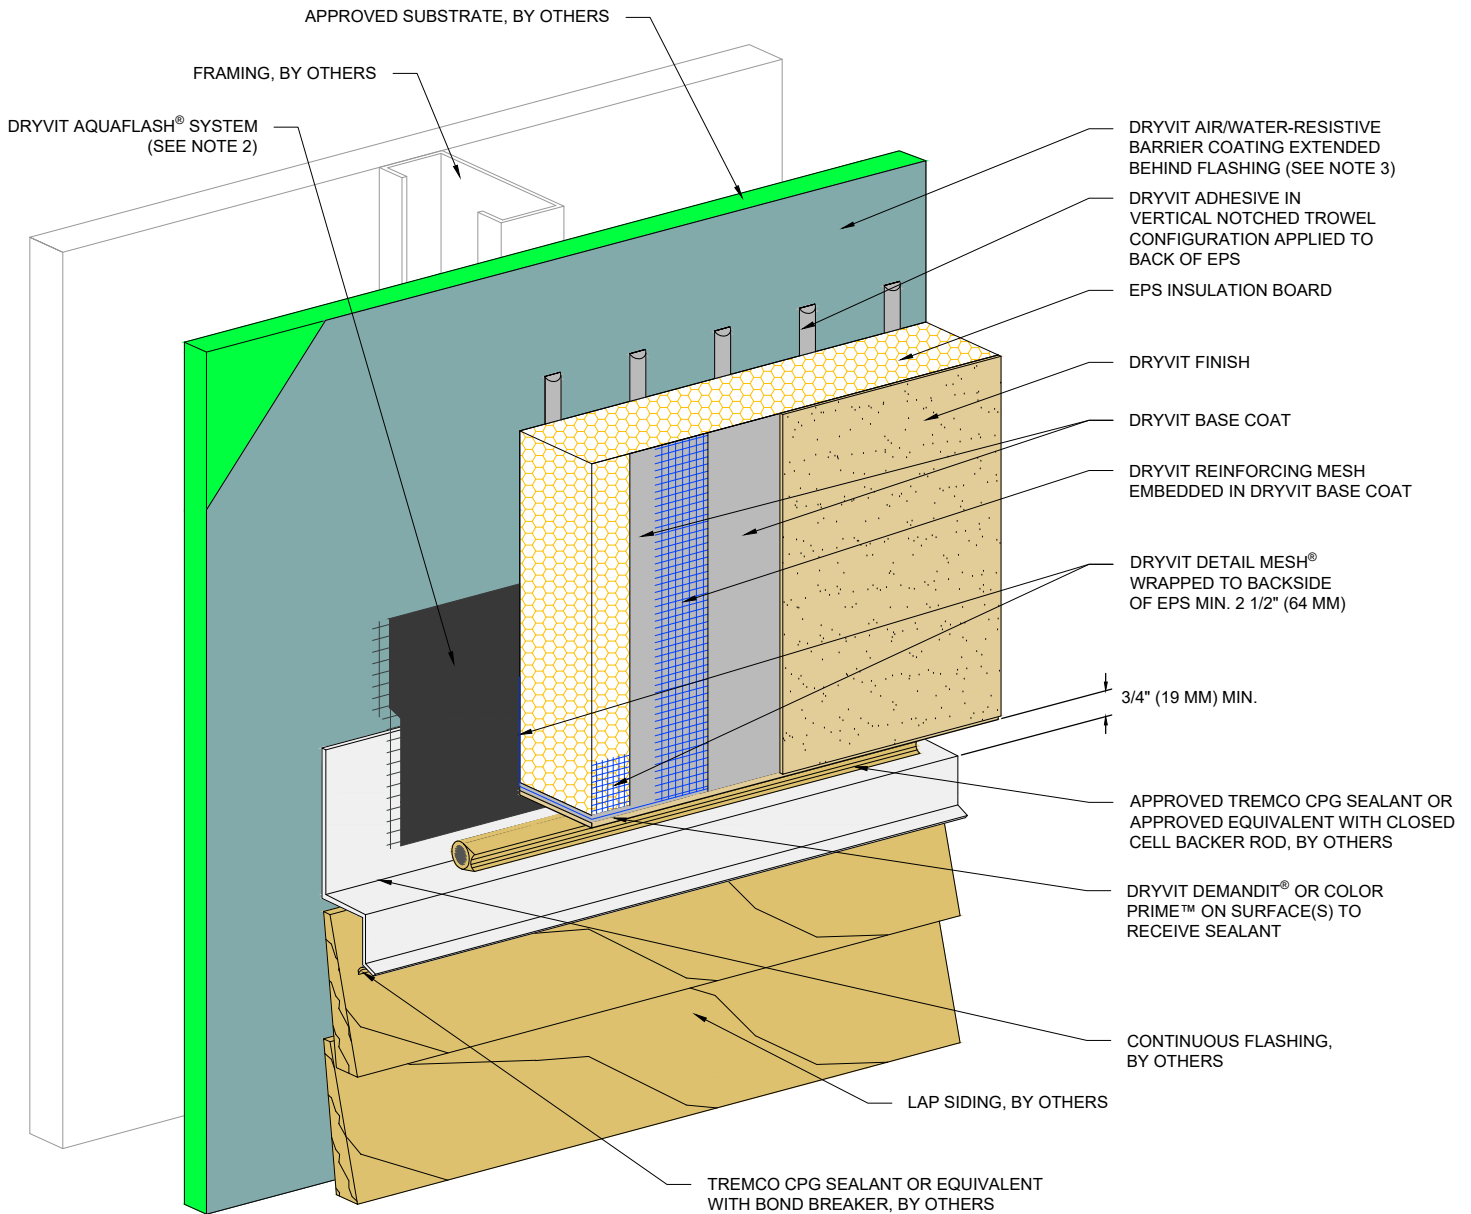 APPROVED SUBSTRATE, BY OTHERS
FRAMING, BY OTHERS
DRYVIT AQUAFLASH® SYSTEM
(SEE NOTE 2)
DRYVIT AIR/WATER-RESISTIVE
BARRIER COATING EXTENDED
BEHIND FLASHING (SEE NOTE 3)
DRYVIT ADHESIVE IN
VERTICAL NOTCHED TROWEL
CONFIGURATION APPLIED TO
BACK OF EPS
EPS INSULATION BOARD
DRYVIT FINISH
DRYVIT BASE COAT
DRYVIT REINFORCING MESH
EMBEDDED IN DRYVIT BASE COAT
DRYVIT DETAIL MESH®
WRAPPED TO BACKSIDE
OF EPS MIN. 2 1/2" (64 MM)
3/4" (19 MM) MIN.
APPROVED TREMCO CPG SEALANT OR
APPROVED EQUIVALENT WITH CLOSED
CELL BACKER ROD, BY OTHERS
DRYVIT DEMANDIT® OR COLOR
PRIME™ ON SURFACE(S) TO
RECEIVE SEALANT
CONTINUOUS FLASHING,
BY OTHERS
LAP SIDING, BY OTHERS
TREMCO CPG SEALANT OR EQUIVALENT
WITH BOND BREAKER, BY OTHERS